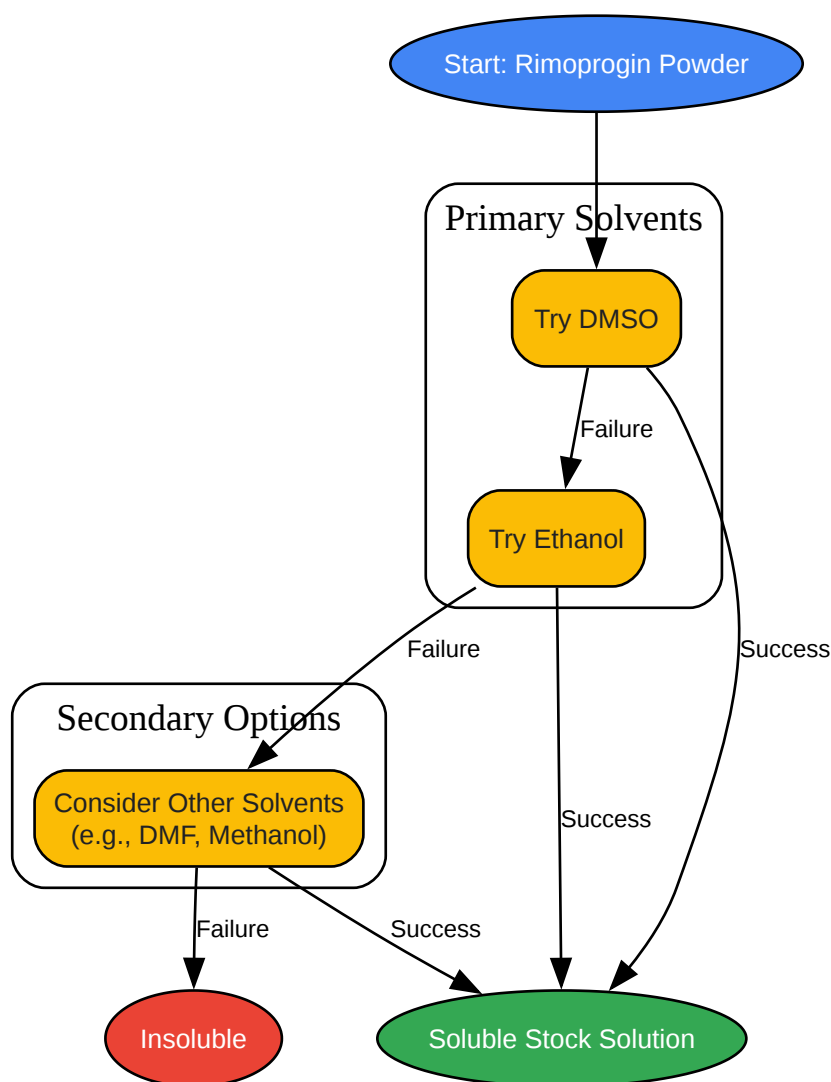 Start: Rimoprogin Powder
Primary Solvents
Try DMSO
Failure
Try Ethanol
Failure
Success
Secondary Options
Consider Other Solvents
(e.g., DMF, Methanol)
Success
Failure
Success
Insoluble
Soluble Stock Solution